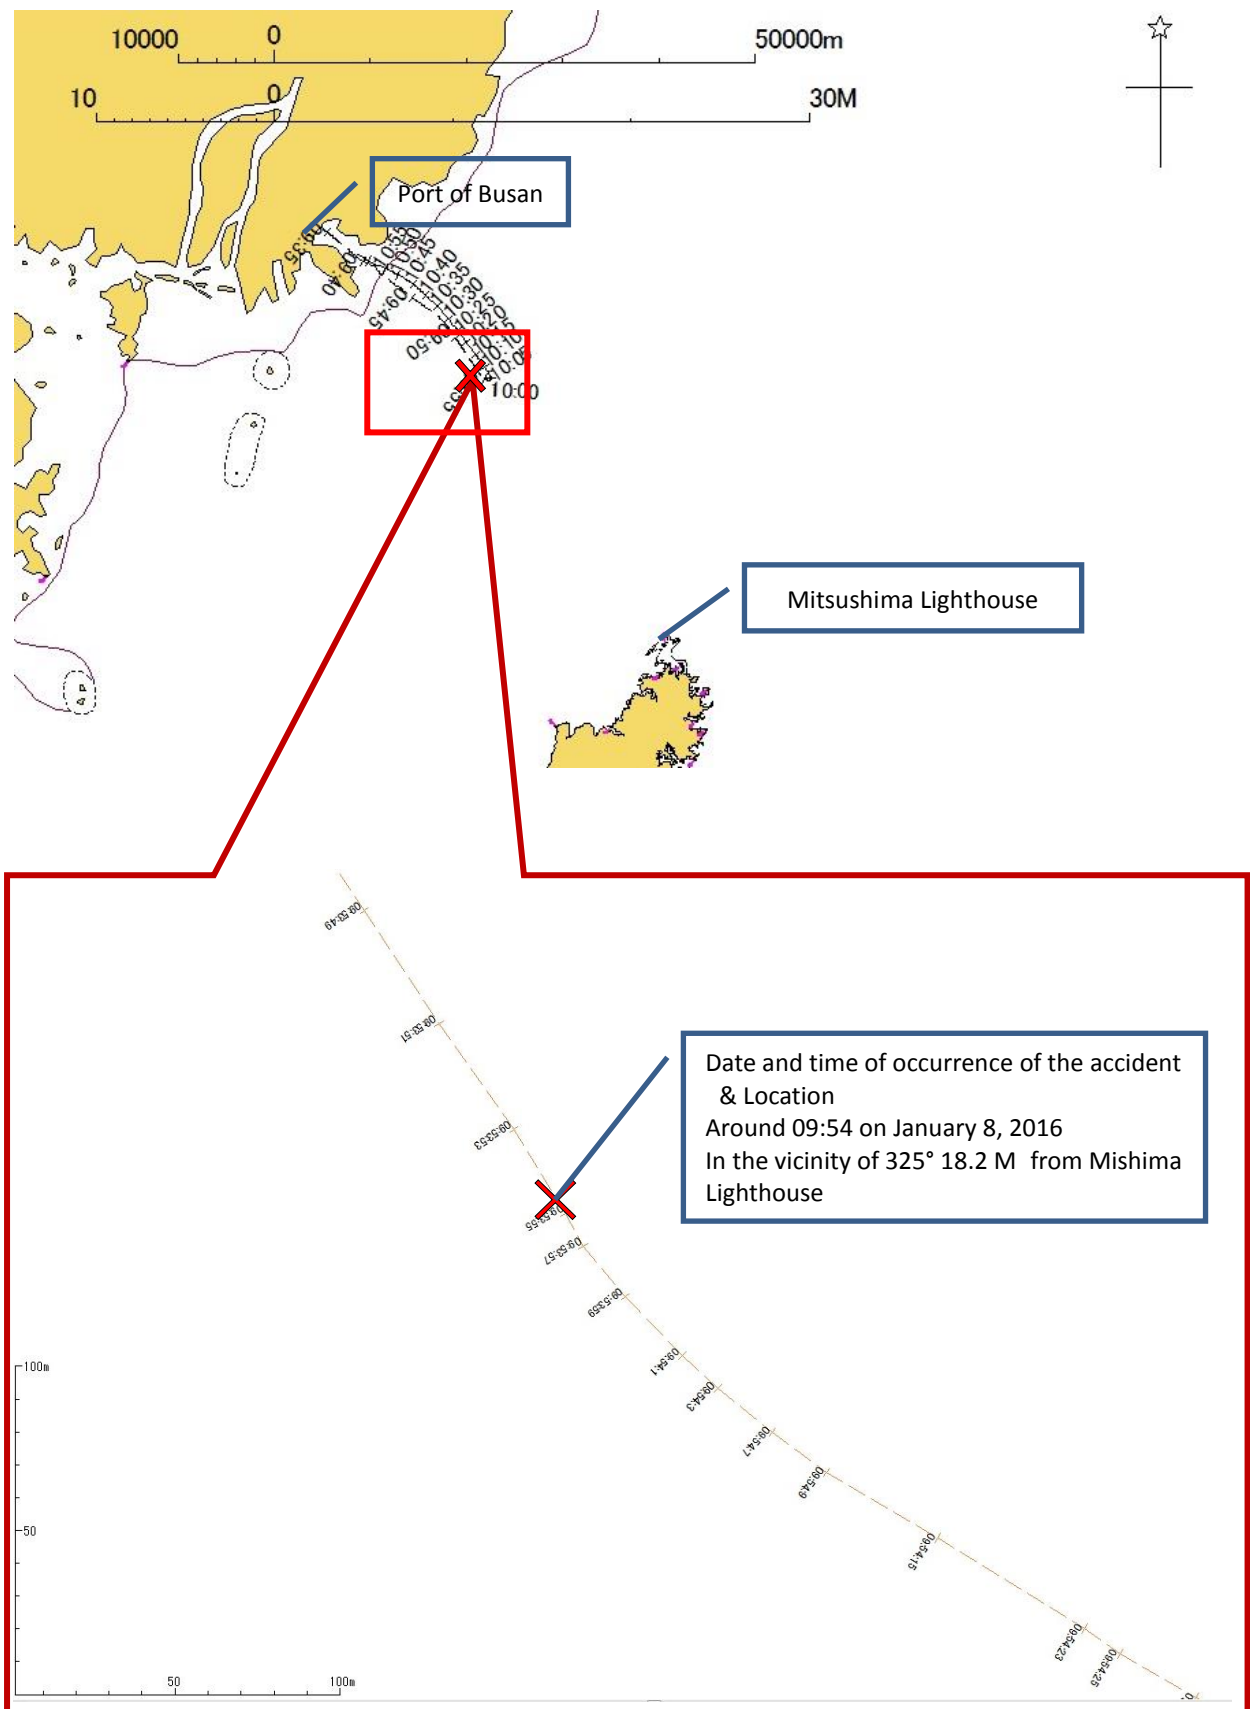 10000 0 50000m
10 0 30M
Port of Busan
09:35
09:40
09:45
09:50
10:55
10:50
10:45
10:40
10:35
10:30
10:25
10:20
10:15
10:10
10:05
10:00
Mitsushima Lighthouse
09:53:49
09:53:51
09:53:53
09:53:55
09:53:57
09:53:59
09:54:1
09:54:3
09:54:7
09:54:9
09:54:15
09:54:23
09:54:25
Date and time of occurrence of the accident
& Location
Around 09:54 on January 8, 2016
In the vicinity of 325° 18.2 M from Mishima
Lighthouse
100m
50
50 100m